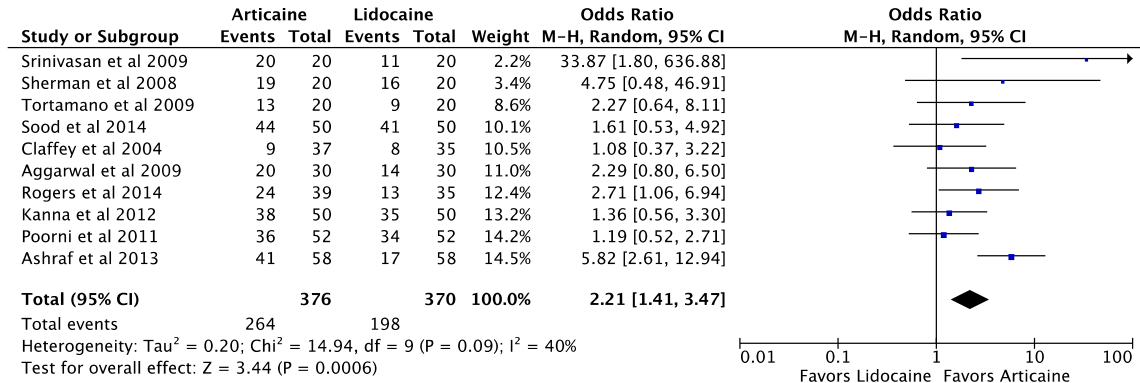 Articaine Lidocaine Odds Ratio Odds Ratio
Study or Subgroup Events Total Events Total Weight M-H, Random, 95% CI M-H, Random, 95% CI
Srinivasan et al 2009 20 20 11 20 2.2% 33.87 [1.80, 636.88]
Sherman et al 2008 19 20 16 20 3.4% 4.75 [0.48, 46.91]
Tortamano et al 2009 13 20 9 20 8.6% 2.27 [0.64, 8.11]
Sood et al 2014 44 50 41 50 10.1% 1.61 [0.53, 4.92]
Claffey et al 2004 9 37 8 35 10.5% 1.08 [0.37, 3.22]
Aggarwal et al 2009 20 30 14 30 11.0% 2.29 [0.80, 6.50]
Rogers et al 2014 24 39 13 35 12.4% 2.71 [1.06, 6.94]
Kanna et al 2012 38 50 35 50 13.2% 1.36 [0.56, 3.30]
Poorni et al 2011 36 52 34 52 14.2% 1.19 [0.52, 2.71]
Ashraf et al 2013 41 58 17 58 14.5% 5.82 [2.61, 12.94]
Total (95% CI) 376 370 100.0% 2.21 [1.41, 3.47]
Total events 264 198
Heterogeneity: Tau² = 0.20; Chi² = 14.94, df = 9 (P = 0.09); I² = 40%
Test for overall effect: Z = 3.44 (P = 0.0006)
0.01 0.1 1 10 100
Favors Lidocaine Favors Articaine